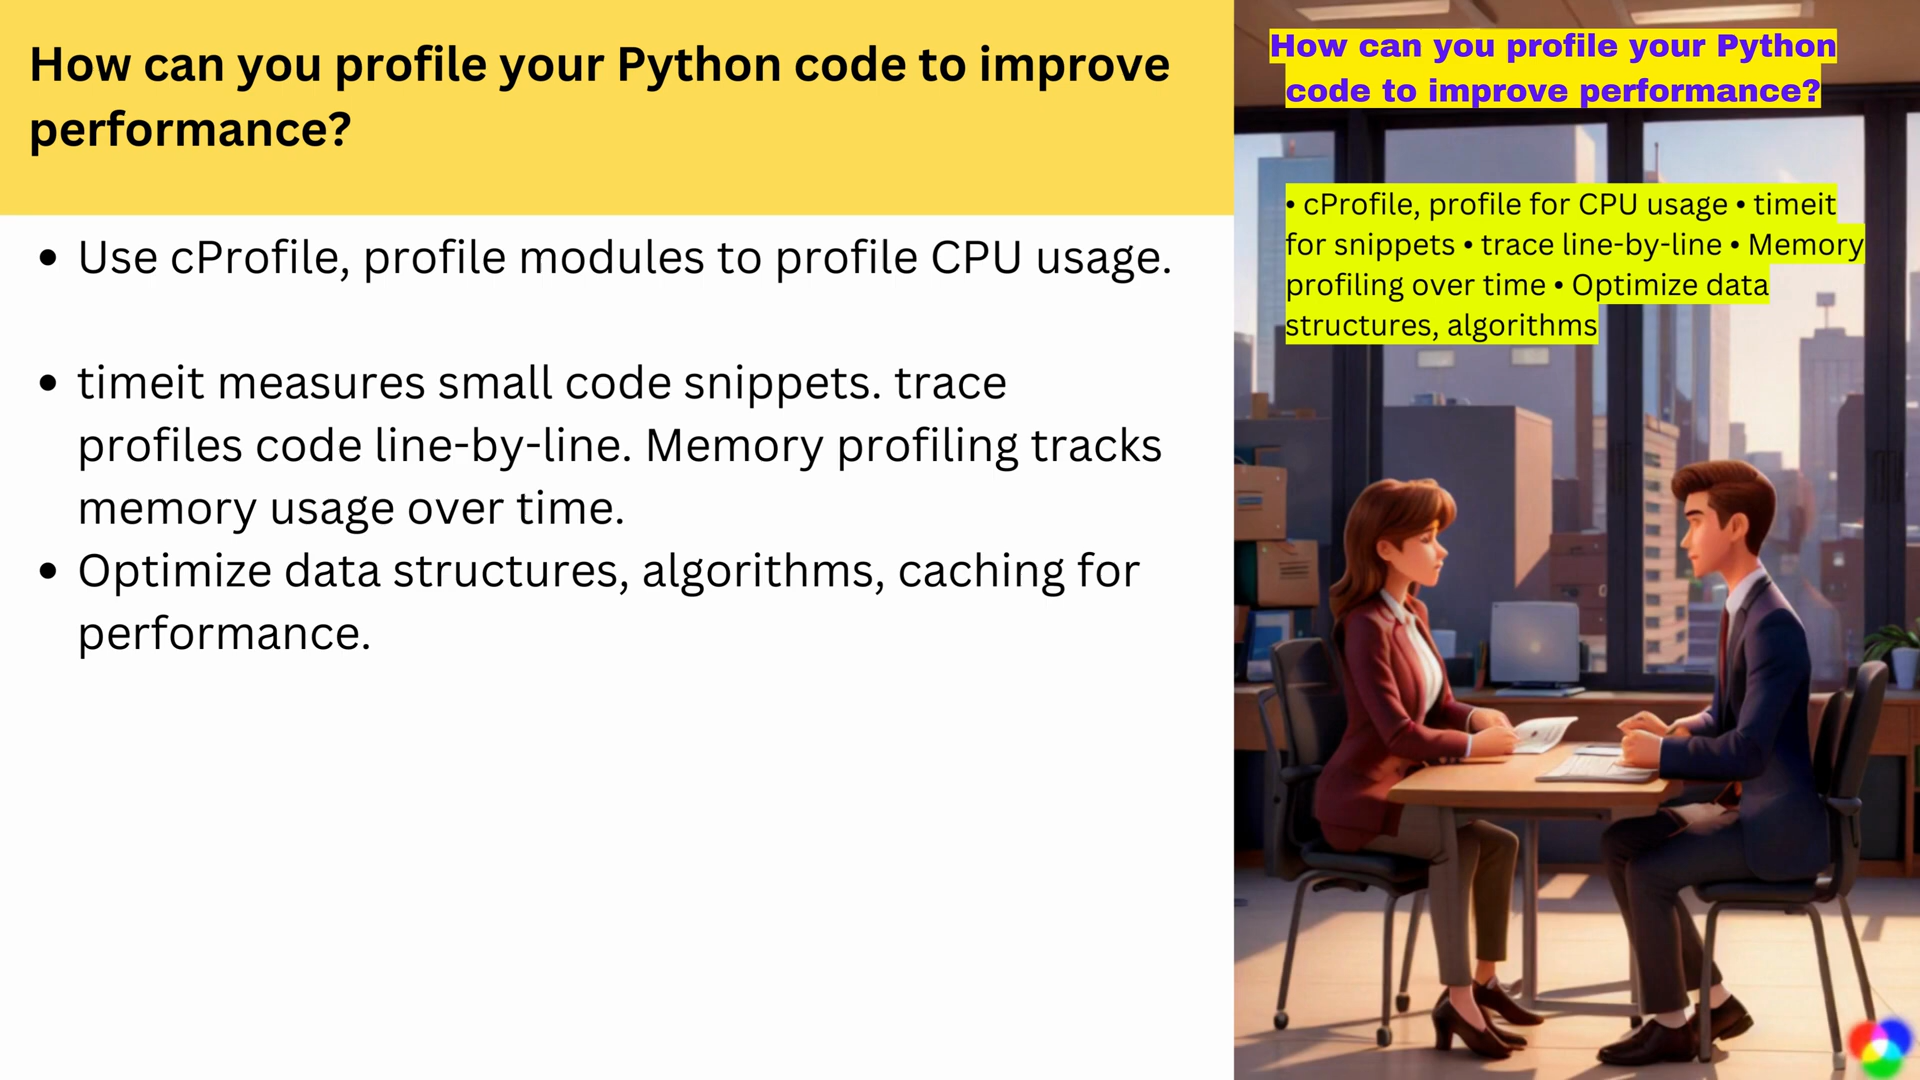 How can you profile your Python code to improve
performance?
• Use cProfile, profile modules to profile CPU usage.
• timeit measures small code snippets. trace
profiles code line-by-line. Memory profiling tracks
memory usage over time.
• Optimize data structures, algorithms, caching for
performance.
How can you profile your Python
code to improve performance?
• cProfile, profile for CPU usage • timeit
for snippets • trace line-by-line • Memory
profiling over time • Optimize data
structures, algorithms